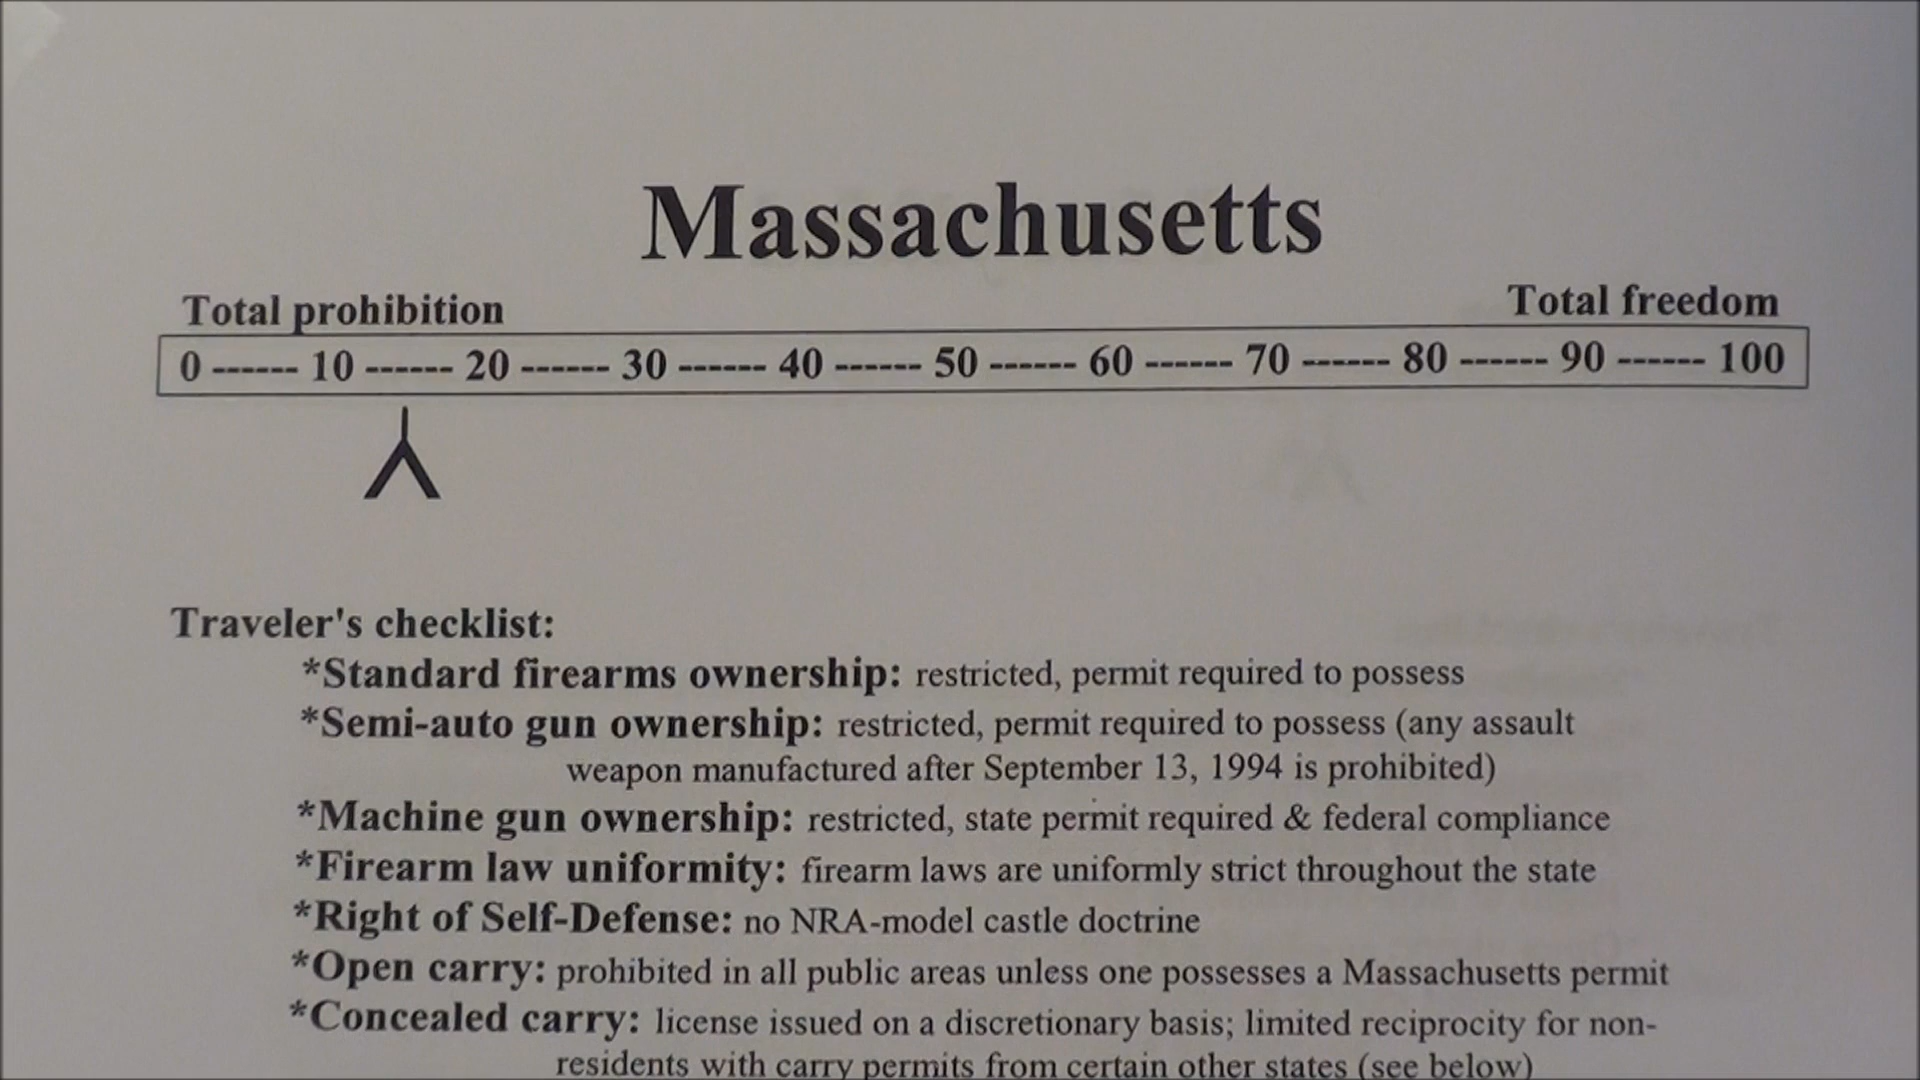 Massachusetts
Total prohibition Total freedom
0 ------ 10 ------ 20 ------ 30 ------ 40 ------ 50 ------ 60 ------ 70 ------ 80 ------ 90 ------ 100
Traveler's checklist:
*Standard firearms ownership: restricted, permit required to possess
*Semi-auto gun ownership: restricted, permit required to possess (any assault
weapon manufactured after September 13, 1994 is prohibited)
*Machine gun ownership: restricted, state permit required & federal compliance
*Firearm law uniformity: firearm laws are uniformly strict throughout the state
*Right of Self-Defense: no NRA-model castle doctrine
*Open carry: prohibited in all public areas unless one possesses a Massachusetts permit
*Concealed carry: license issued on a discretionary basis; limited reciprocity for non-
residents with carry permits from certain other states (see below)